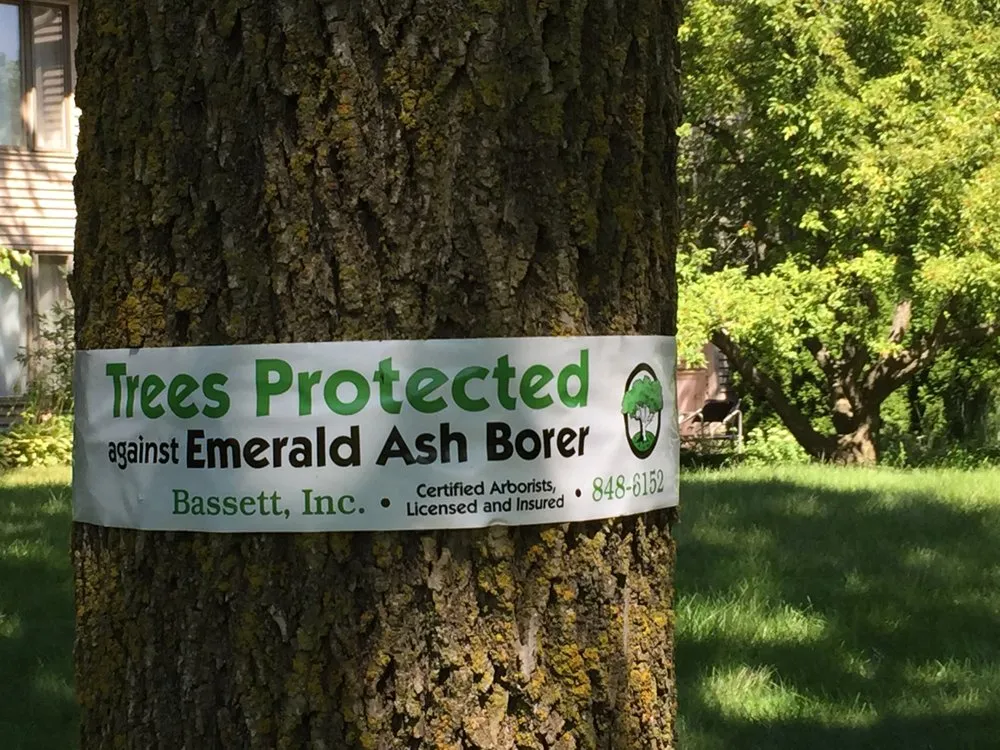 Trees Protected
against Emerald Ash Borer
Bassett, Inc. • Certified Arborists, Licensed and Insured • 848-6152